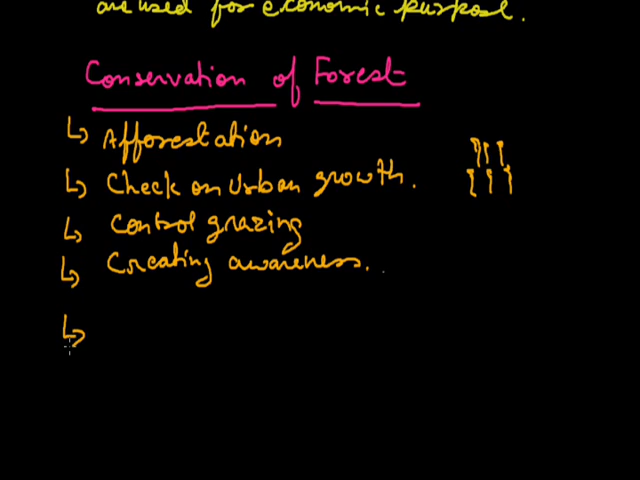 are used for economic purpose.
Conservation of Forest
↳ Afforestation
↳ Check on Urban growth.
↳ Control grazing
↳ Creating awareness.
↳